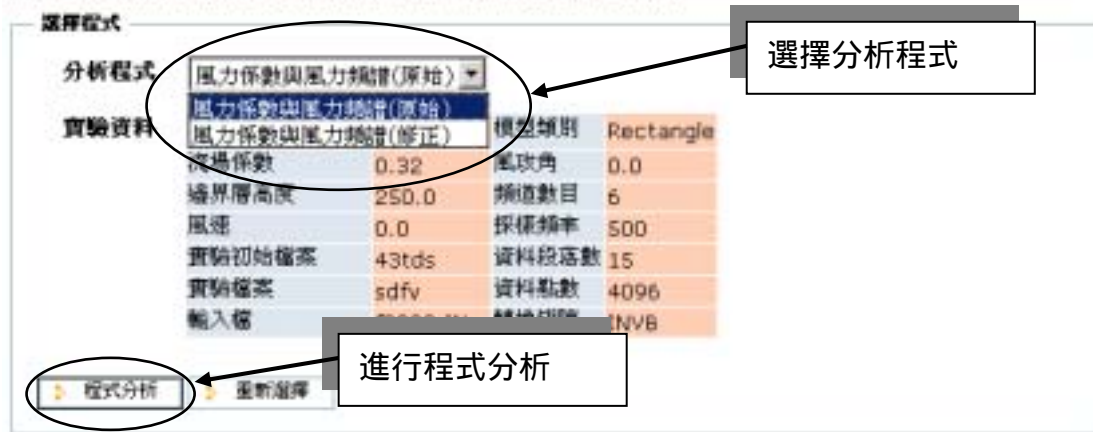 選擇程式
選擇分析程式
分析程式 風力係數與風力頻譜(原始)
風力係數與風力頻譜(原始)
風力係數與風力頻譜(修正)
實驗資料 模型類別 Rectangle
流場係數 0.32 風攻角 0.0
邊界層高度 250.0 頻道數目 6
風速 0.0 採樣頻率 500
實驗初始檔案 43tds 資料段落數 15
實驗檔案 sdfv 資料點數 4096
輸入檔 INVB
進行程式分析
程式分析 重新選擇